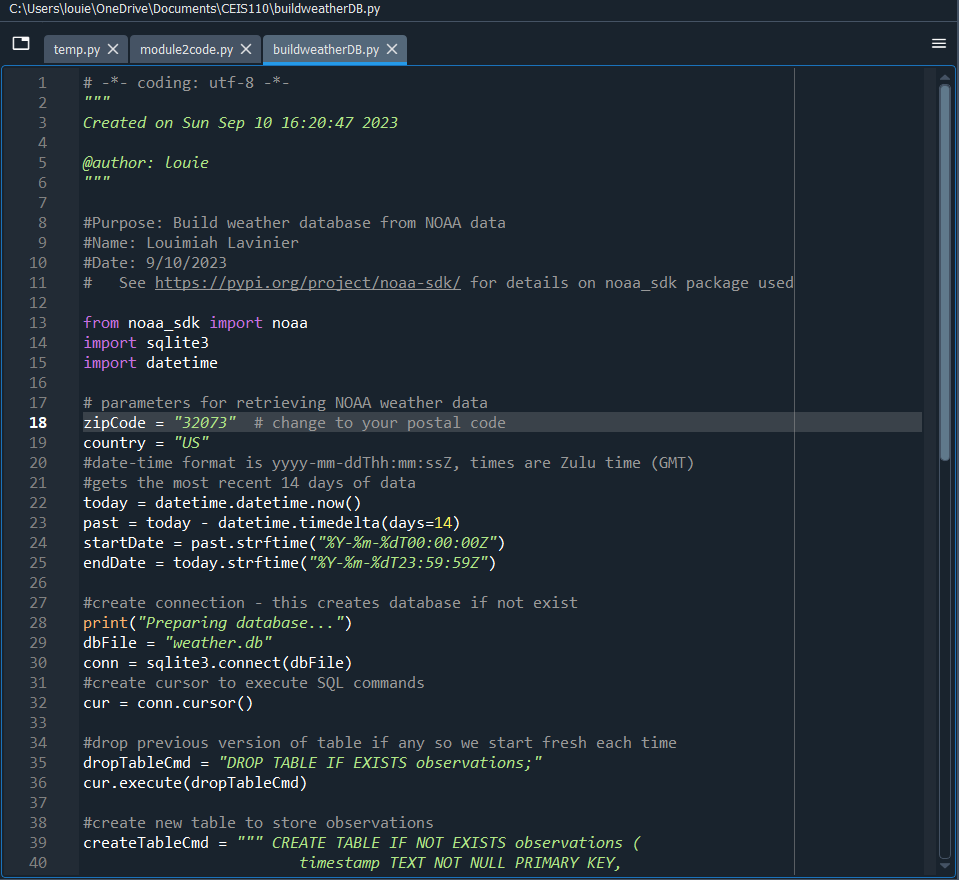 C:\Users\louie\OneDrive\Documents\CEIS110\buildweatherDB.py
temp.py module2code.py buildweatherDB.py
1 # -*- coding: utf-8 -*-
2 """
3 Created on Sun Sep 10 16:20:47 2023
4
5 @author: louie
6 """
7
8 #Purpose: Build weather database from NOAA data
9 #Name: Louimiah Lavinier
10 #Date: 9/10/2023
11 #   See https://pypi.org/project/noaa-sdk/ for details on noaa_sdk package used
12
13 from noaa_sdk import noaa
14 import sqlite3
15 import datetime
16
17 # parameters for retrieving NOAA weather data
18 zipCode = "32073"  # change to your postal code
19 country = "US"
20 #date-time format is yyyy-mm-ddThh:mm:ssZ, times are Zulu time (GMT)
21 #gets the most recent 14 days of data
22 today = datetime.datetime.now()
23 past = today - datetime.timedelta(days=14)
24 startDate = past.strftime("%Y-%m-%dT00:00:00Z")
25 endDate = today.strftime("%Y-%m-%dT23:59:59Z")
26
27 #create connection - this creates database if not exist
28 print("Preparing database...")
29 dbFile = "weather.db"
30 conn = sqlite3.connect(dbFile)
31 #create cursor to execute SQL commands
32 cur = conn.cursor()
33
34 #drop previous version of table if any so we start fresh each time
35 dropTableCmd = "DROP TABLE IF EXISTS observations;"
36 cur.execute(dropTableCmd)
37
38 #create new table to store observations
39 createTableCmd = """ CREATE TABLE IF NOT EXISTS observations (
40                         timestamp TEXT NOT NULL PRIMARY KEY,